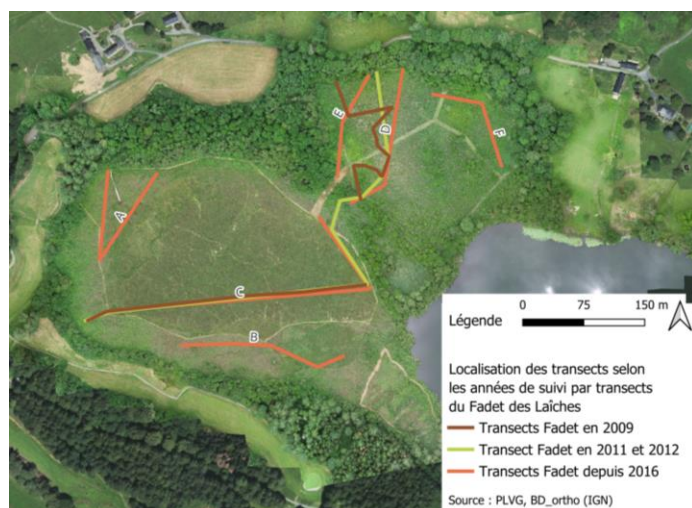 E
D
F
A
C
B
Légende
0 75 150 m
Localisation des transects selon
les années de suivi par transects
du Fadet des Laîches
Transects Fadet en 2009
Transect Fadet en 2011 et 2012
Transects Fadet depuis 2016
Source : PLVG, BD_ortho (IGN)